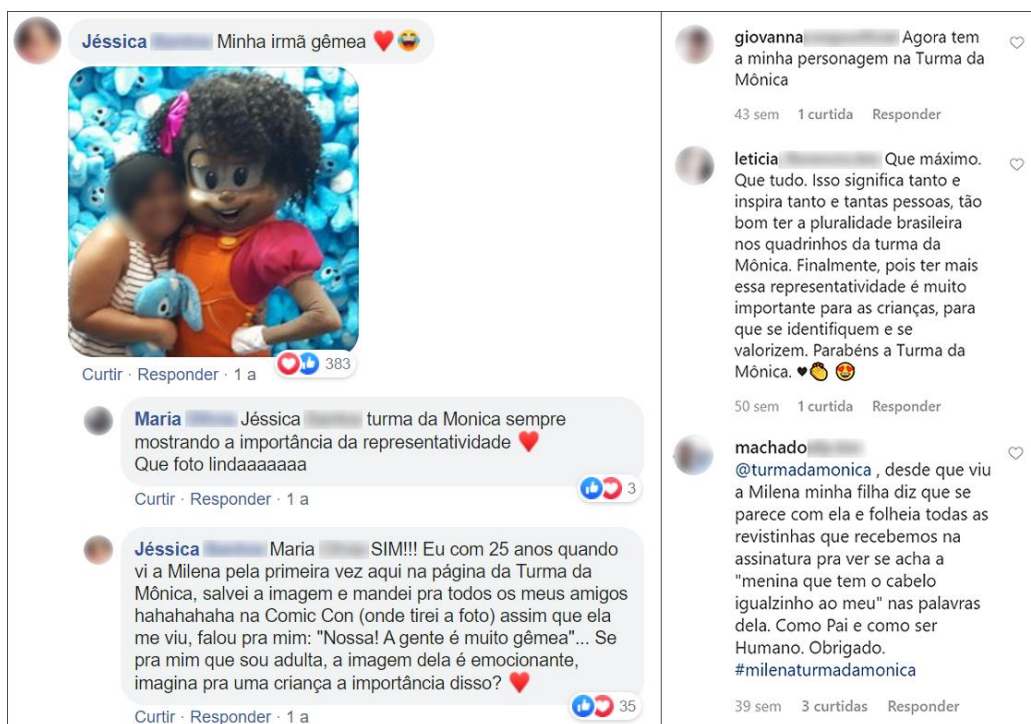 Jéssica Minha irmã gêmea ❤️😂
383
Curtir · Responder · 1 a
Maria Jéssica turma da Monica sempre
mostrando a importância da representatividade ❤️
Que foto lindaaaaaaa
Curtir · Responder · 1 a
3
Jéssica Maria SIM!!! Eu com 25 anos quando
vi a Milena pela primeira vez aqui na página da Turma da
Mônica, salvei a imagem e mandei pra todos os meus amigos
hahahahaha na Comic Con (onde tirei a foto) assim que ela
me viu, falou pra mim: "Nossa! A gente é muito gêmea"... Se
pra mim que sou adulta, a imagem dela é emocionante,
imagina pra uma criança a importância disso? ❤️
35
Curtir · Responder · 1 a
giovanna Agora tem
a minha personagem na Turma da
Mônica
43 sem 1 curtida Responder
leticia Que máximo.
Que tudo. Isso significa tanto e
inspira tanto e tantas pessoas, tão
bom ter a pluralidade brasileira
nos quadrinhos da turma da
Mônica. Finalmente, pois ter mais
essa representatividade é muito
importante para as crianças, para
que se identifiquem e se
valorizem. Parabéns a Turma da
Mônica. ♥👏 😍
50 sem 1 curtida Responder
machado
@turmadamonica , desde que viu
a Milena minha filha diz que se
parece com ela e folheia todas as
revistinhas que recebemos na
assinatura pra ver se acha a
"menina que tem o cabelo
igualzinho ao meu" nas palavras
dela. Como Pai e como ser
Humano. Obrigado.
#milenaturmadamonica
39 sem 3 curtidas Responder